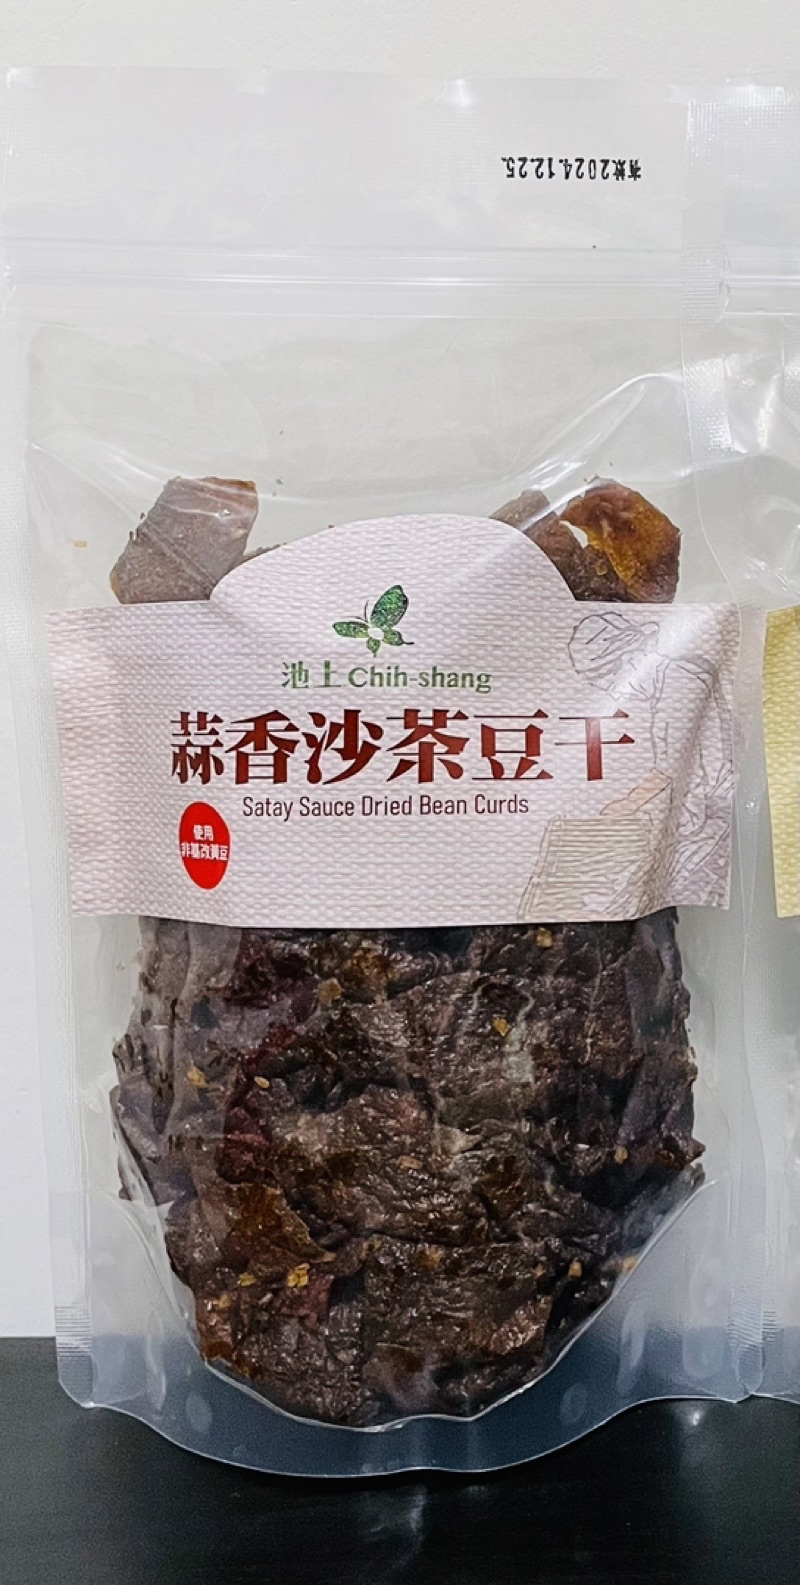 有效2024.12.25.
池上 Chih-shang
蒜香沙茶豆干
Satay Sauce Dried Bean Curds
使用
非基改黃豆